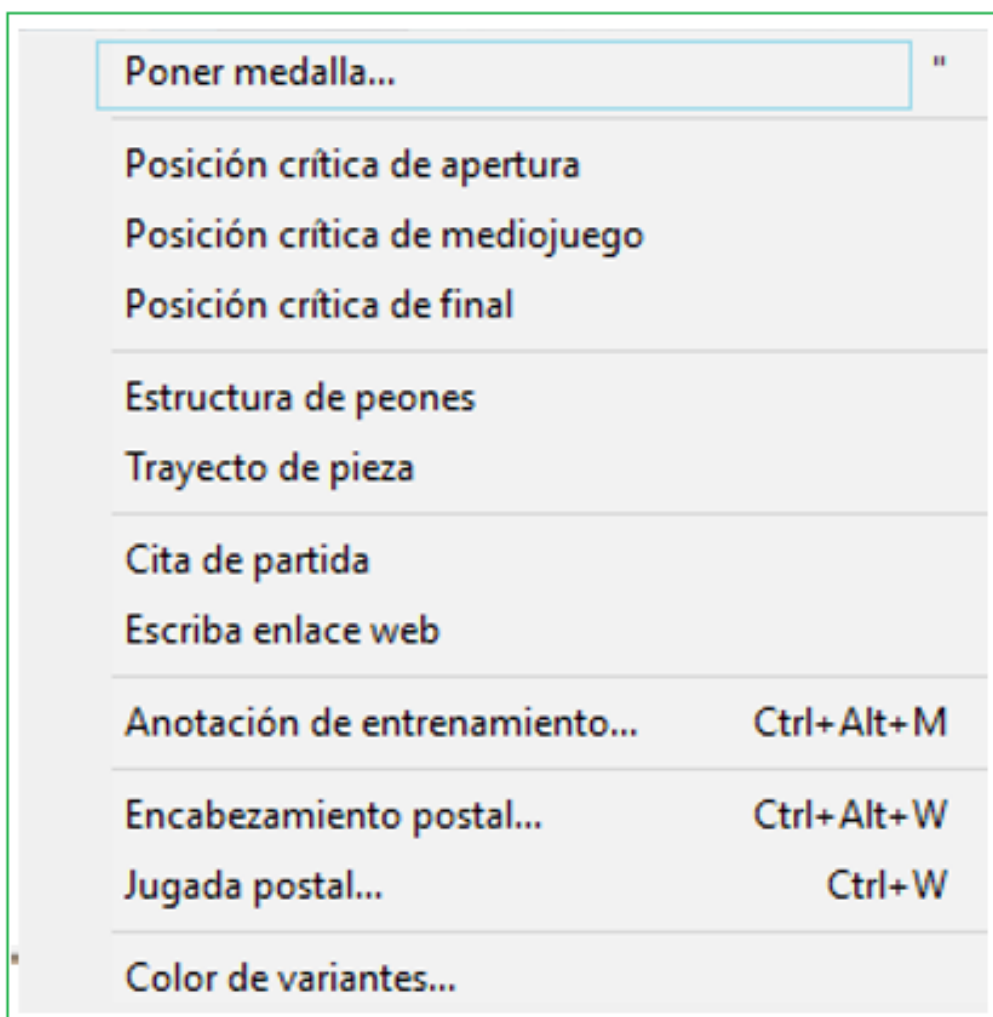 Poner medalla... "
Posición crítica de apertura
Posición crítica de mediojuego
Posición crítica de final
Estructura de peones
Trayecto de pieza
Cita de partida
Escriba enlace web
Anotación de entrenamiento... Ctrl+Alt+M
Encabezamiento postal... Ctrl+Alt+W
Jugada postal... Ctrl+W
Color de variantes...